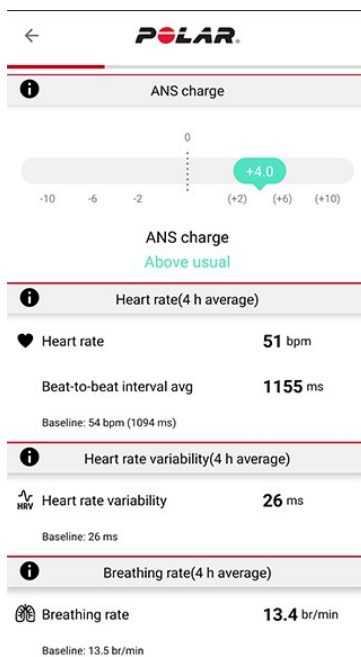 POLAR.
ANS charge
0
+4.0
-10 -6 -2 (+2) (+6) (+10)
ANS charge
Above usual
Heart rate(4 h average)
Heart rate 51 bpm
Beat-to-beat interval avg 1155 ms
Baseline: 54 bpm (1094 ms)
Heart rate variability(4 h average)
HRV Heart rate variability 26 ms
Baseline: 26 ms
Breathing rate(4 h average)
Breathing rate 13.4 br/min
Baseline: 13.5 br/min